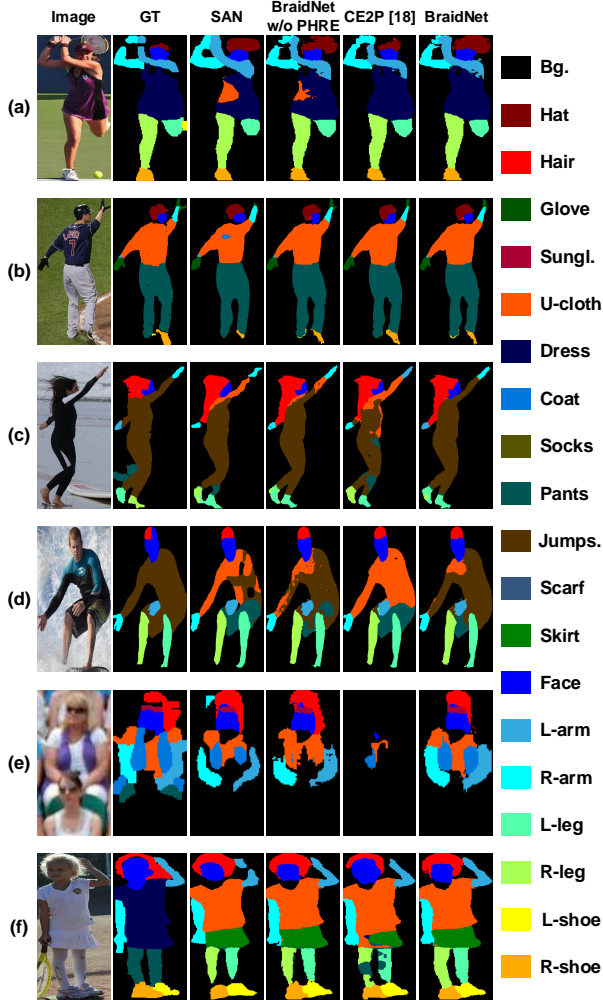 Image GT SAN BraidNet w/o PHRE CE2P [18] BraidNet
(a)
(b)
(c)
(d)
(e)
(f)
7
Bg.
Hat
Hair
Glove
Sungl.
U-cloth
Dress
Coat
Socks
Pants
Jumps.
Scarf
Skirt
Face
L-arm
R-arm
L-leg
R-leg
L-shoe
R-shoe